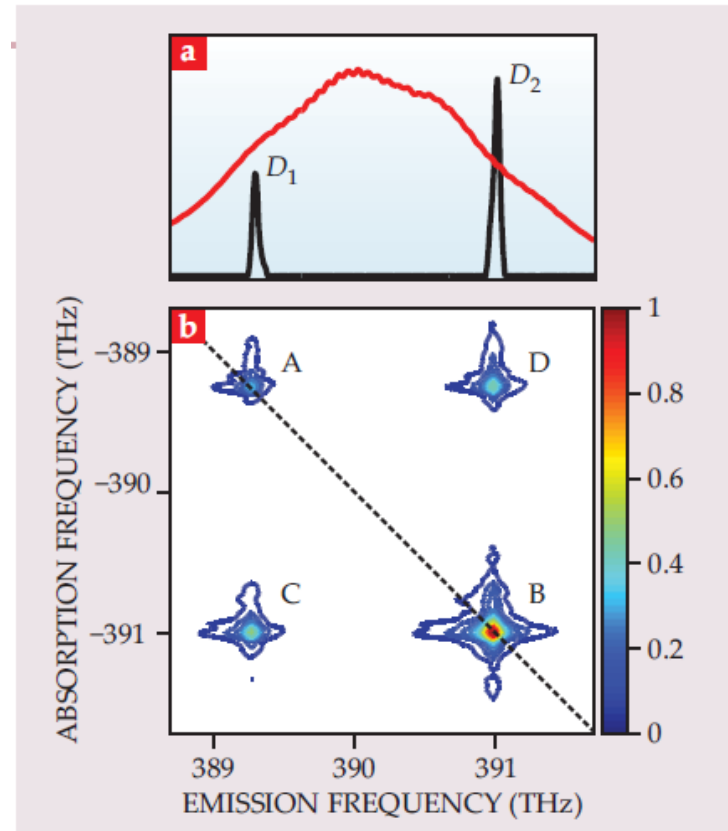 a
D1
D2
b
A
D
C
B
−389
−390
−391
ABSORPTION FREQUENCY (THz)
389 390 391
EMISSION FREQUENCY (THz)
1
0.8
0.6
0.4
0.2
0